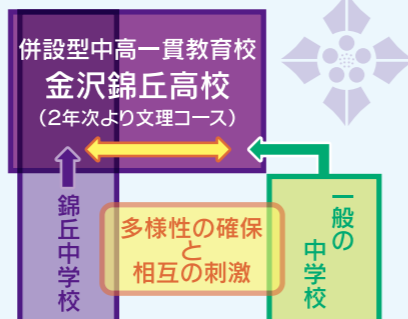 併設型中高一貫教育校
金沢錦丘高校
(2年次より文理コース)
錦丘中学校
多様性の確保
と
相互の刺激
一般の
中学校